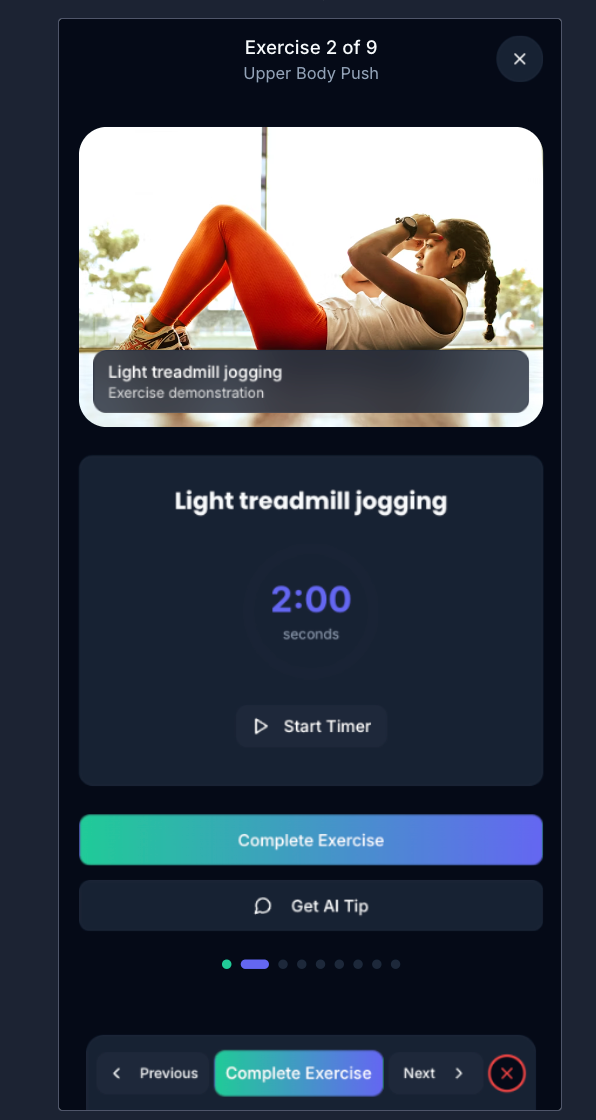 Exercise 2 of 9
Upper Body Push
Light treadmill jogging
Exercise demonstration
Light treadmill jogging
2:00
seconds
Start Timer
Complete Exercise
Get AI Tip
Previous
Complete Exercise
Next